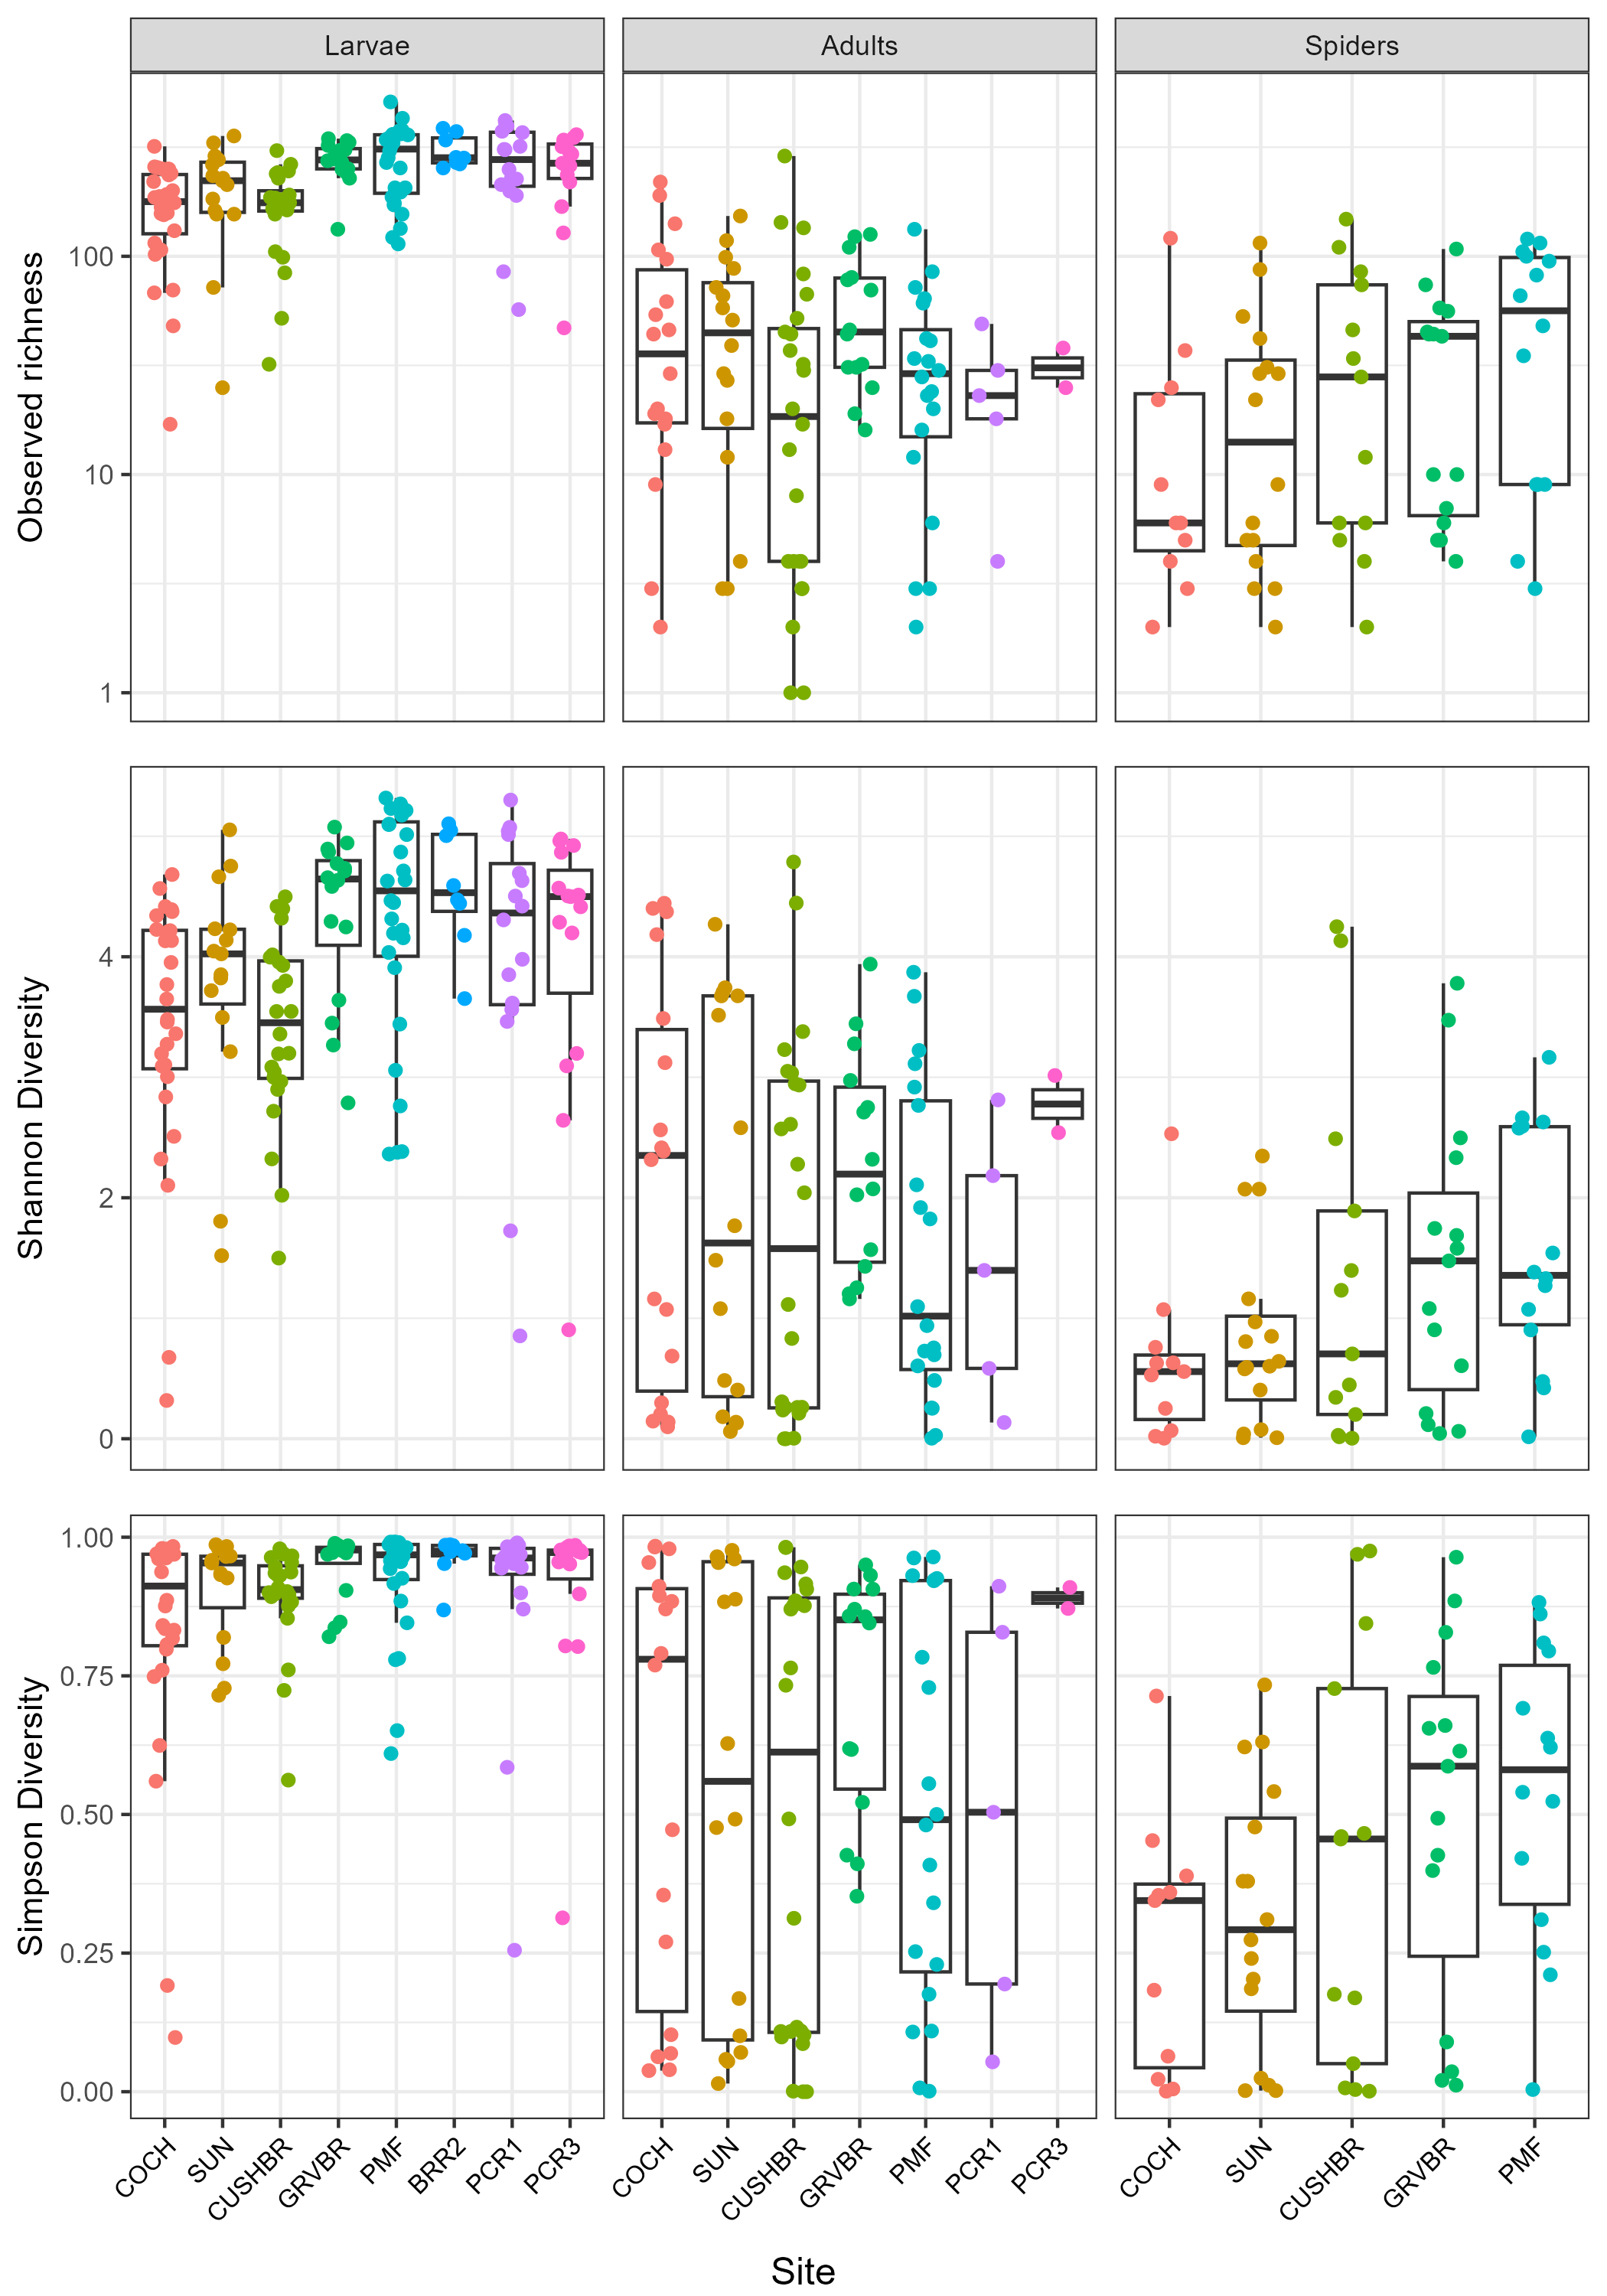 Larvae Adults Spiders
Observed richness
100
10
1
Shannon Diversity
4
2
0
Simpson Diversity
1.00
0.75
0.50
0.25
0.00
COCH SUN CUSHBR GRVBR PMF BRR2 PCR1 PCR3 COCH SUN CUSHBR GRVBR PMF PCR1 PCR3 COCH SUN CUSHBR GRVBR PMF
Site